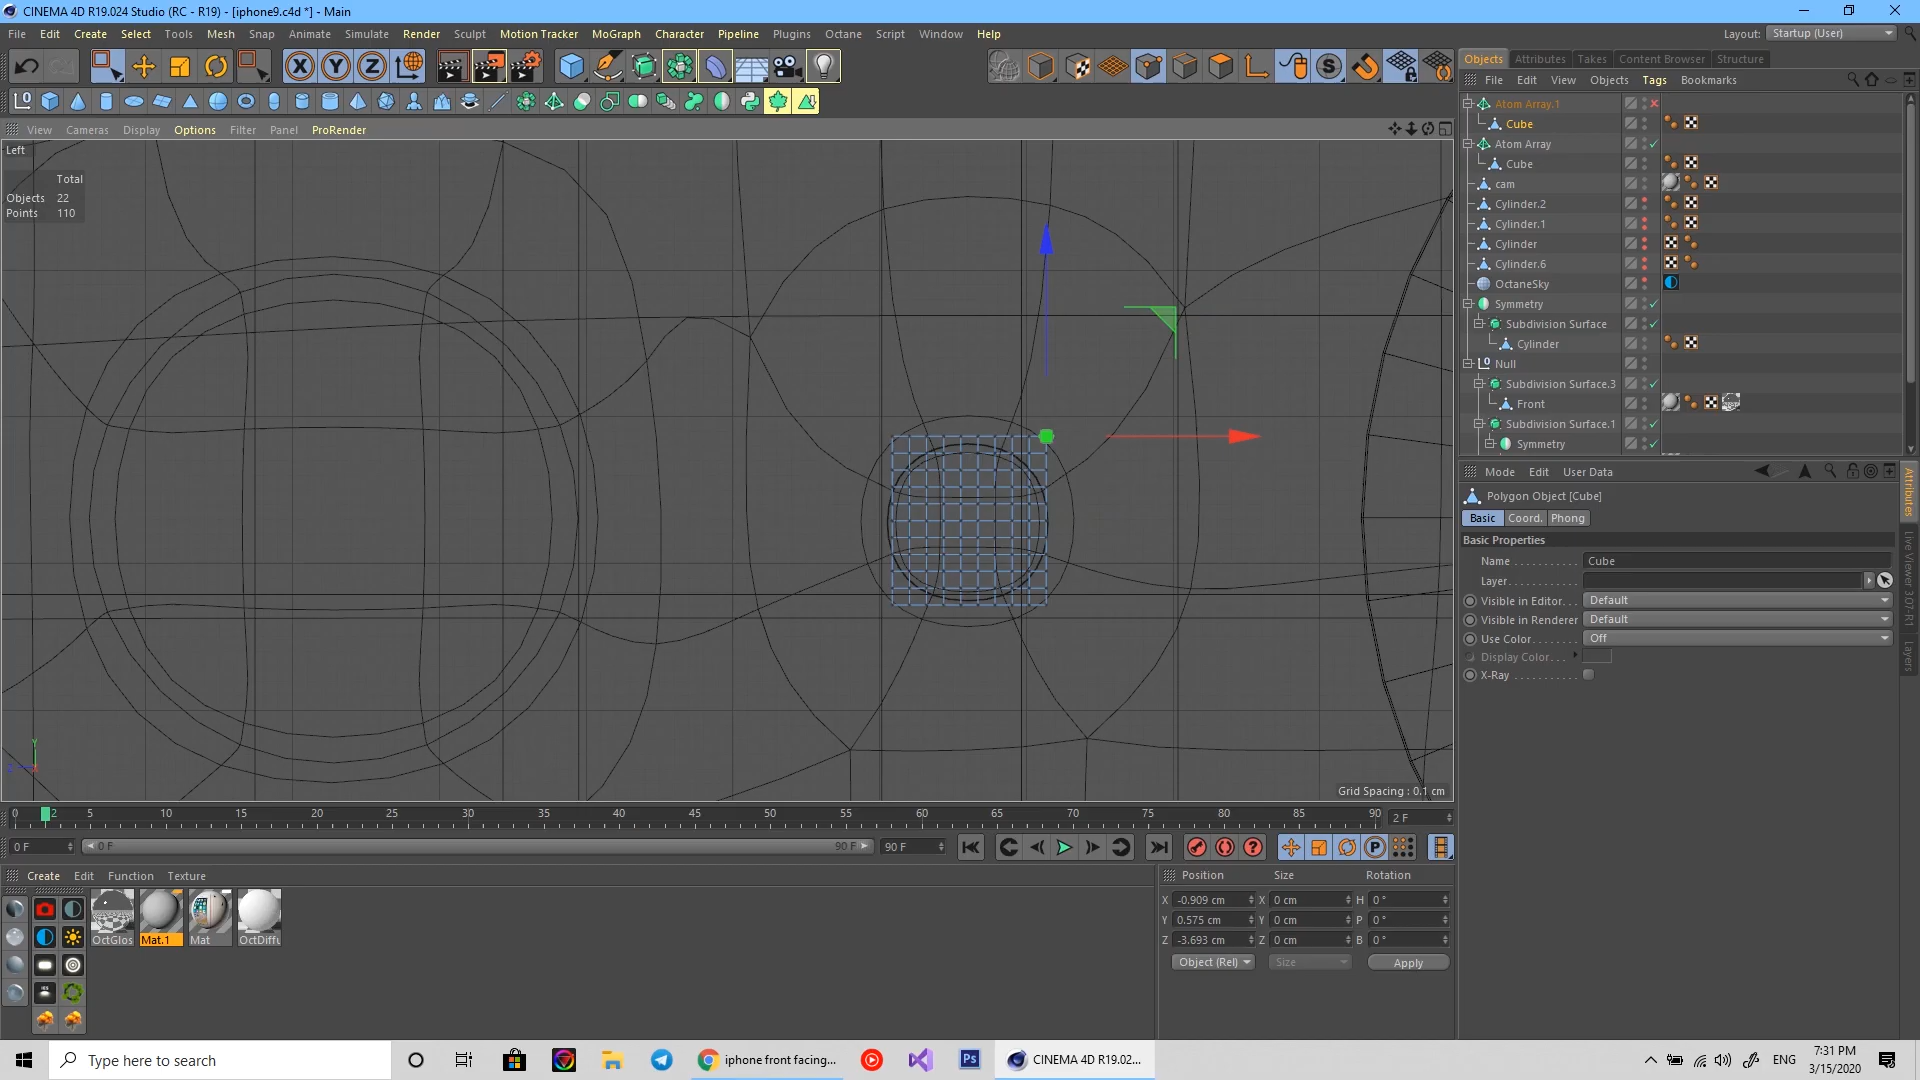 CINEMA 4D R19.024 Studio (RC - R19) - [iphone9.c4d *] - Main
File Edit Create Select Tools Mesh Snap Animate Simulate Render Sculpt Motion Tracker MoGraph Character Pipeline Plugins Octane Script Window Help
Layout: Startup (User)
Objects Attributes Takes Content Browser Structure
File Edit View Objects Tags Bookmarks
View Cameras Display Options Filter Panel ProRender
Left
Total
Objects 22
Points 110
Grid Spacing : 0.1 cm
Atom Array.1
Cube
Atom Array
Cube
cam
Cylinder.2
Cylinder.1
Cylinder
Cylinder.6
OctaneSky
Symmetry
Subdivision Surface
Cylinder
Null
Subdivision Surface.3
Front
Subdivision Surface.1
Symmetry
Mode Edit User Data
Polygon Object [Cube]
Basic Coord. Phong
Basic Properties
Name Cube
Layer
Visible in Editor Default
Visible in Renderer Default
Use Color Off
Display Color
X-Ray
Attributes
Live Viewer 3.07-R1
Layers
0 2 5 10 15 20 25 30 35 40 45 50 55 60 65 70 75 80 85 90 2 F
0 F 0 F 90 F 90 F
Create Edit Function Texture
OctGlos Mat.1 Mat OctDiffu
Position Size Rotation
X -0.909 cm X 0 cm H 0 °
Y 0.575 cm Y 0 cm P 0 °
Z -3.693 cm Z 0 cm B 0 °
Object (Rel) Size Apply
Type here to search
iphone front facing...
CINEMA 4D R19.02...
ENG
7:31 PM
3/15/2020